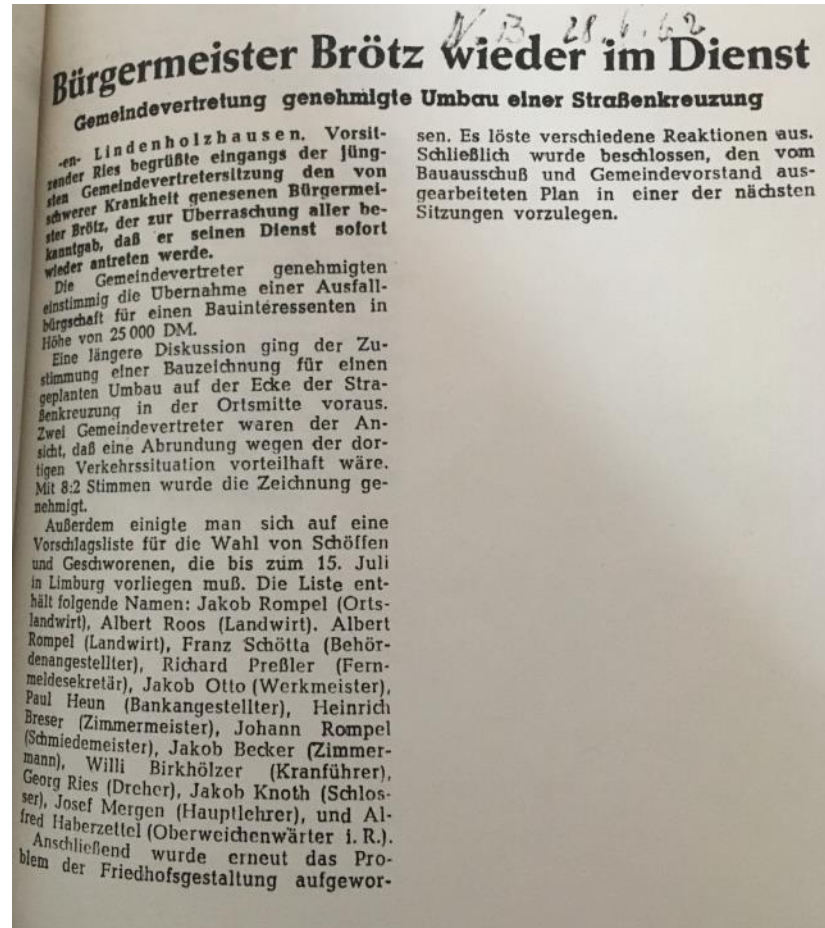 N B 28.6.62
Bürgermeister Brötz wieder im Dienst
Gemeindevertretung genehmigte Umbau einer Straßenkreuzung
-en- Lindenholzhausen. Vorsit-
zender Ries begrüßte eingangs der jüng-
sten Gemeindevertretersitzung den von
schwerer Krankheit genesenen Bürgermei-
ster Brötz, der zur Überraschung aller be-
kanntgab, daß er seinen Dienst sofort
wieder antreten werde.
Die Gemeindevertreter genehmigten
einstimmig die Übernahme einer Ausfall-
bürgschaft für einen Bauinteressenten in
Höhe von 25 000 DM.
Eine längere Diskussion ging der Zu-
stimmung einer Bauzeichnung für einen
geplanten Umbau auf der Ecke der Stra-
ßenkreuzung in der Ortsmitte voraus.
Zwei Gemeindevertreter waren der An-
sicht, daß eine Abrundung wegen der dor-
tigen Verkehrssituation vorteilhaft wäre.
Mit 8:2 Stimmen wurde die Zeichnung ge-
nehmigt.
Außerdem einigte man sich auf eine
Vorschlagsliste für die Wahl von Schöffen
und Geschworenen, die bis zum 15. Juli
in Limburg vorliegen muß. Die Liste ent-
hält folgende Namen: Jakob Rompel (Orts-
landwirt), Albert Roos (Landwirt). Albert
Rompel (Landwirt), Franz Schötta (Behör-
denangestellter), Richard Preßler (Fern-
meldesekretär), Jakob Otto (Werkmeister),
Paul Heun (Bankangestellter), Heinrich
Breser (Zimmermeister), Johann Rompel
(Schmiedemeister), Jakob Becker (Zimmer-
mann), Willi Birkhölzer (Kranführer),
Georg Ries (Dreher), Jakob Knoth (Schlos-
ser), Josef Mergen (Hauptlehrer), und Al-
fred Haberzettel (Oberweichenwärter i. R.).
Anschließend wurde erneut das Pro-
blem der Friedhofsgestaltung aufgewor-
sen. Es löste verschiedene Reaktionen aus.
Schließlich wurde beschlossen, den vom
Bauausschuß und Gemeindevorstand aus-
gearbeiteten Plan in einer der nächsten
Sitzungen vorzulegen.